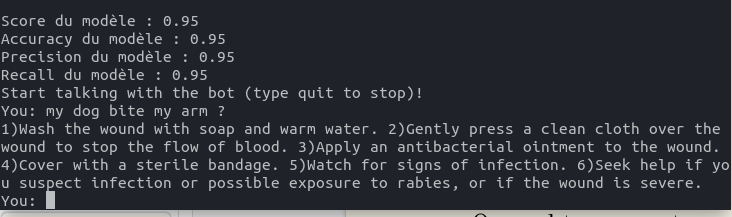 Score du modèle : 0.95
Accuracy du modèle : 0.95
Precision du modèle : 0.95
Recall du modèle : 0.95
Start talking with the bot (type quit to stop)!
You: my dog bite my arm ?
1)Wash the wound with soap and warm water. 2)Gently press a clean cloth over the
wound to stop the flow of blood. 3)Apply an antibacterial ointment to the wound.
4)Cover with a sterile bandage. 5)Watch for signs of infection. 6)Seek help if yo
u suspect infection or possible exposure to rabies, or if the wound is severe.
You: